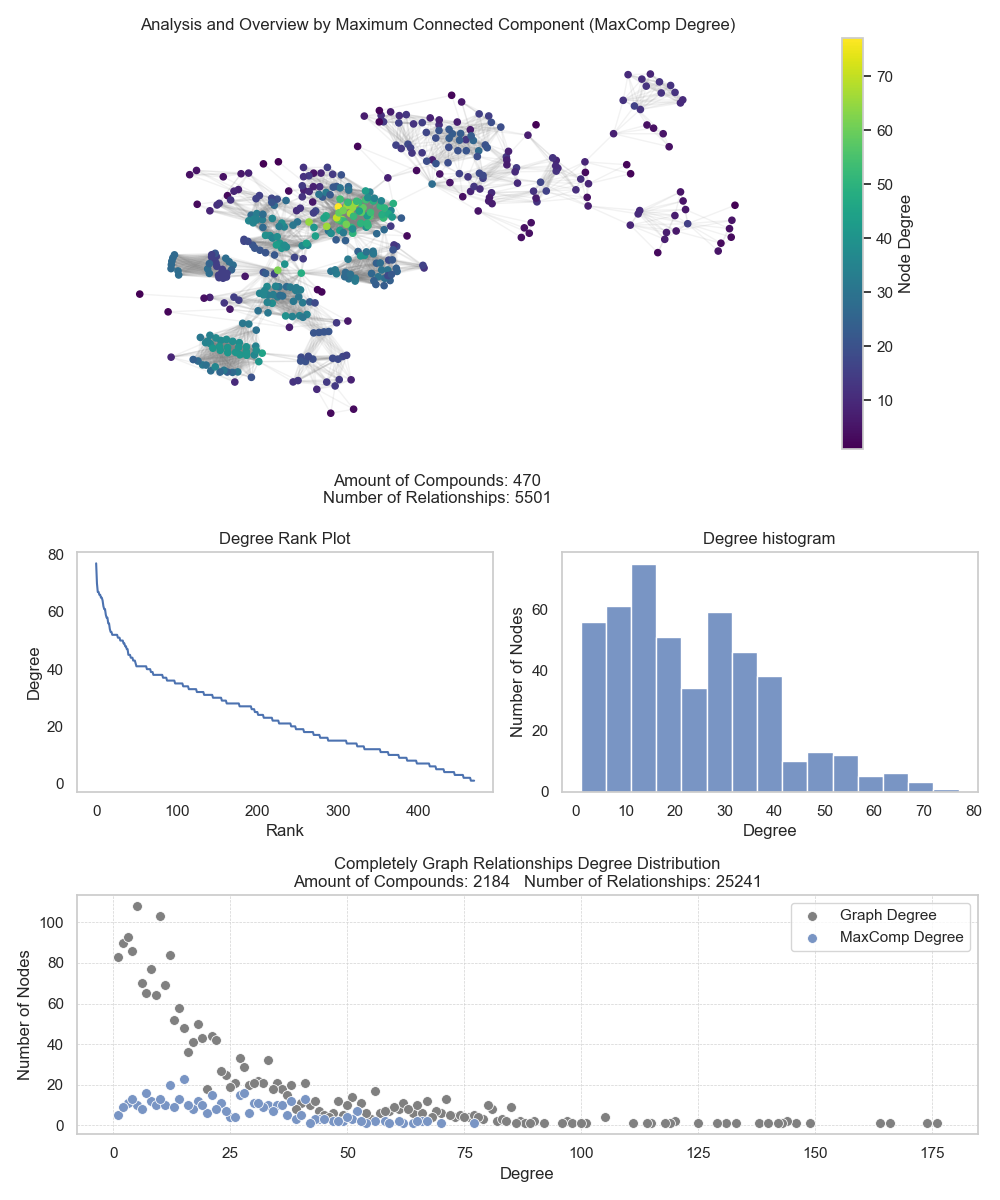 Analysis and Overview by Maximum Connected Component (MaxComp Degree)
70
60
50
40
30
20
10
Node Degree
Amount of Compounds: 470
Number of Relationships: 5501
Degree Rank Plot
80
60
40
20
0
Degree
0 100 200 300 400
Rank
Degree histogram
60
40
20
0
Number of Nodes
0 10 20 30 40 50 60 70 80
Degree
Completely Graph Relationships Degree Distribution
Amount of Compounds: 2184 Number of Relationships: 25241
100
80
60
40
20
0
Number of Nodes
Graph Degree
MaxComp Degree
0 25 50 75 100 125 150 175
Degree